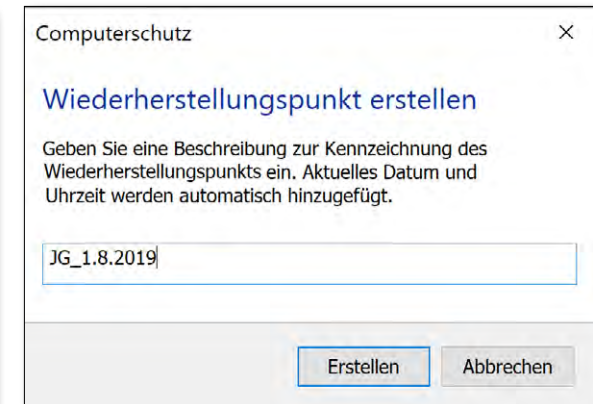 Computerschutz
Wiederherstellungspunkt erstellen
Geben Sie eine Beschreibung zur Kennzeichnung des
Wiederherstellungspunkts ein. Aktuelles Datum und
Uhrzeit werden automatisch hinzugefügt.
JG_1.8.2019
Erstellen Abbrechen